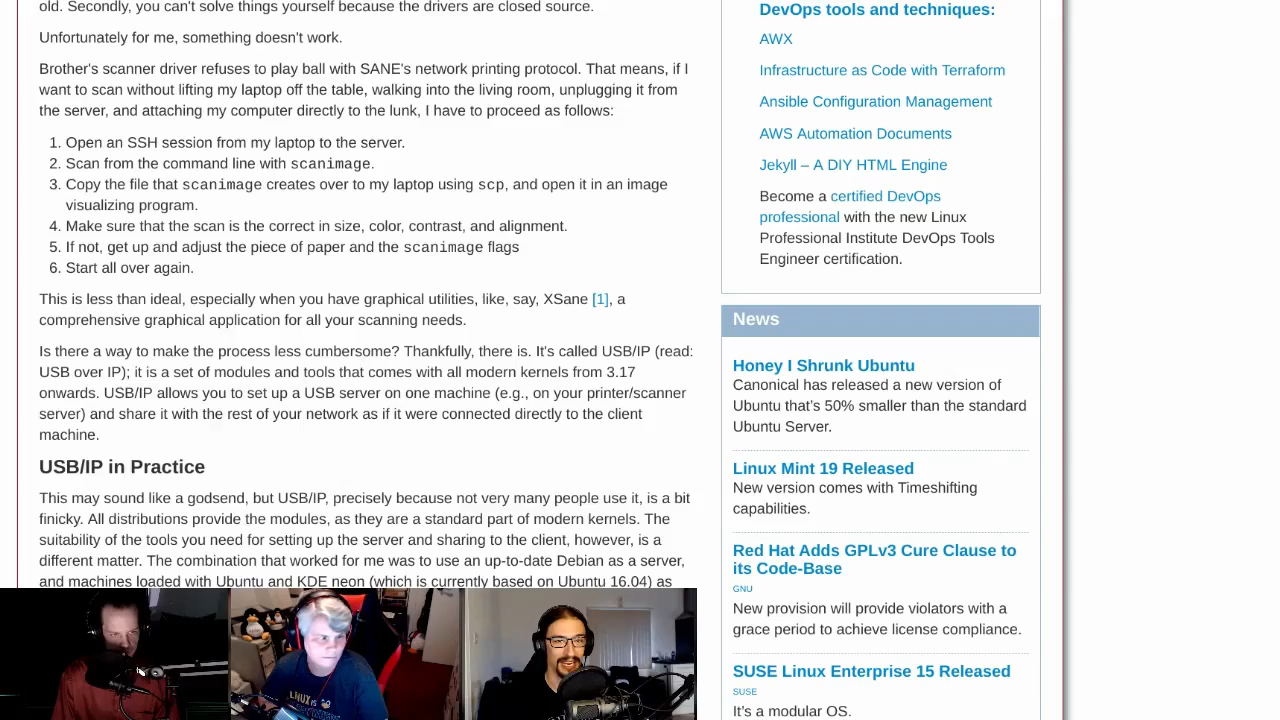 old. Secondly, you can't solve things yourself because the drivers are closed source.
Unfortunately for me, something doesn't work.
Brother's scanner driver refuses to play ball with SANE's network printing protocol. That means, if I
want to scan without lifting my laptop off the table, walking into the living room, unplugging it from
the server, and attaching my computer directly to the lunk, I have to proceed as follows:
1. Open an SSH session from my laptop to the server.
2. Scan from the command line with scanimage.
3. Copy the file that scanimage creates over to my laptop using scp, and open it in an image
visualizing program.
4. Make sure that the scan is the correct in size, color, contrast, and alignment.
5. If not, get up and adjust the piece of paper and the scanimage flags
6. Start all over again.
This is less than ideal, especially when you have graphical utilities, like, say, XSane [1], a
comprehensive graphical application for all your scanning needs.
Is there a way to make the process less cumbersome? Thankfully, there is. It's called USB/IP (read:
USB over IP); it is a set of modules and tools that comes with all modern kernels from 3.17
onwards. USB/IP allows you to set up a USB server on one machine (e.g., on your printer/scanner
server) and share it with the rest of your network as if it were connected directly to the client
machine.
USB/IP in Practice
This may sound like a godsend, but USB/IP, precisely because not very many people use it, is a bit
finicky. All distributions provide the modules, as they are a standard part of modern kernels. The
suitability of the tools you need for setting up the server and sharing to the client, however, is a
different matter. The combination that worked for me was to use an up-to-date Debian as a server,
and machines loaded with Ubuntu and KDE neon (which is currently based on Ubuntu 16.04) as
DevOps tools and techniques:
AWX
Infrastructure as Code with Terraform
Ansible Configuration Management
AWS Automation Documents
Jekyll – A DIY HTML Engine
Become a certified DevOps
professional with the new Linux
Professional Institute DevOps Tools
Engineer certification.
News
Honey I Shrunk Ubuntu
Canonical has released a new version of
Ubuntu that's 50% smaller than the standard
Ubuntu Server.
Linux Mint 19 Released
New version comes with Timeshifting
capabilities.
Red Hat Adds GPLv3 Cure Clause to
its Code-Base
GNU
New provision will provide violators with a
grace period to achieve license compliance.
SUSE Linux Enterprise 15 Released
SUSE
It's a modular OS.
LINUX IS